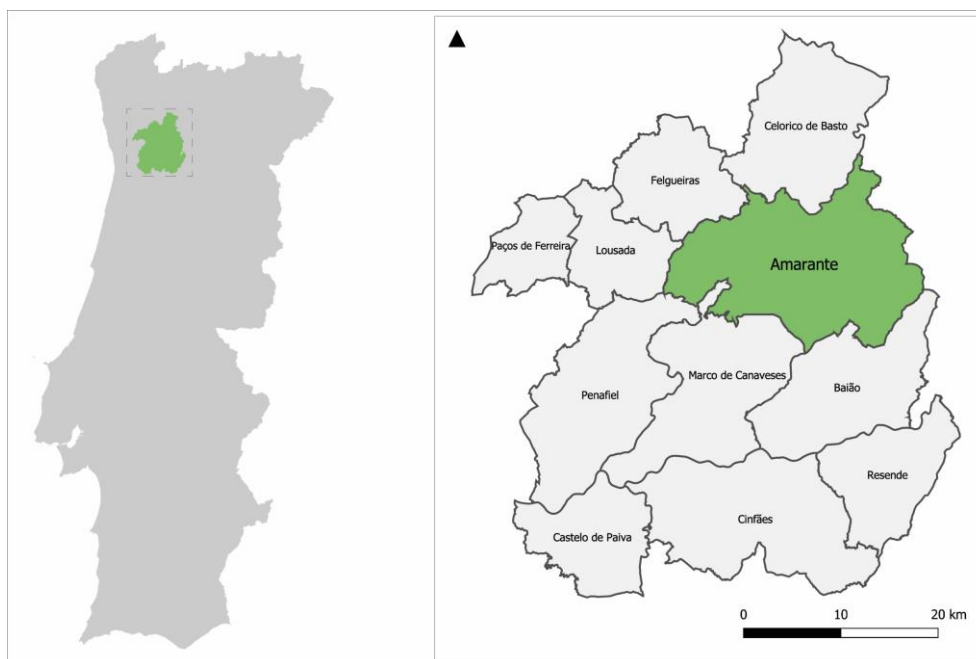 Celorico de Basto
Felgueiras
Paços de Ferreira
Lousada
Amarante
Marco de Canaveses
Baião
Penafiel
Resende
Cinfães
Castelo de Paiva
0 10 20 km